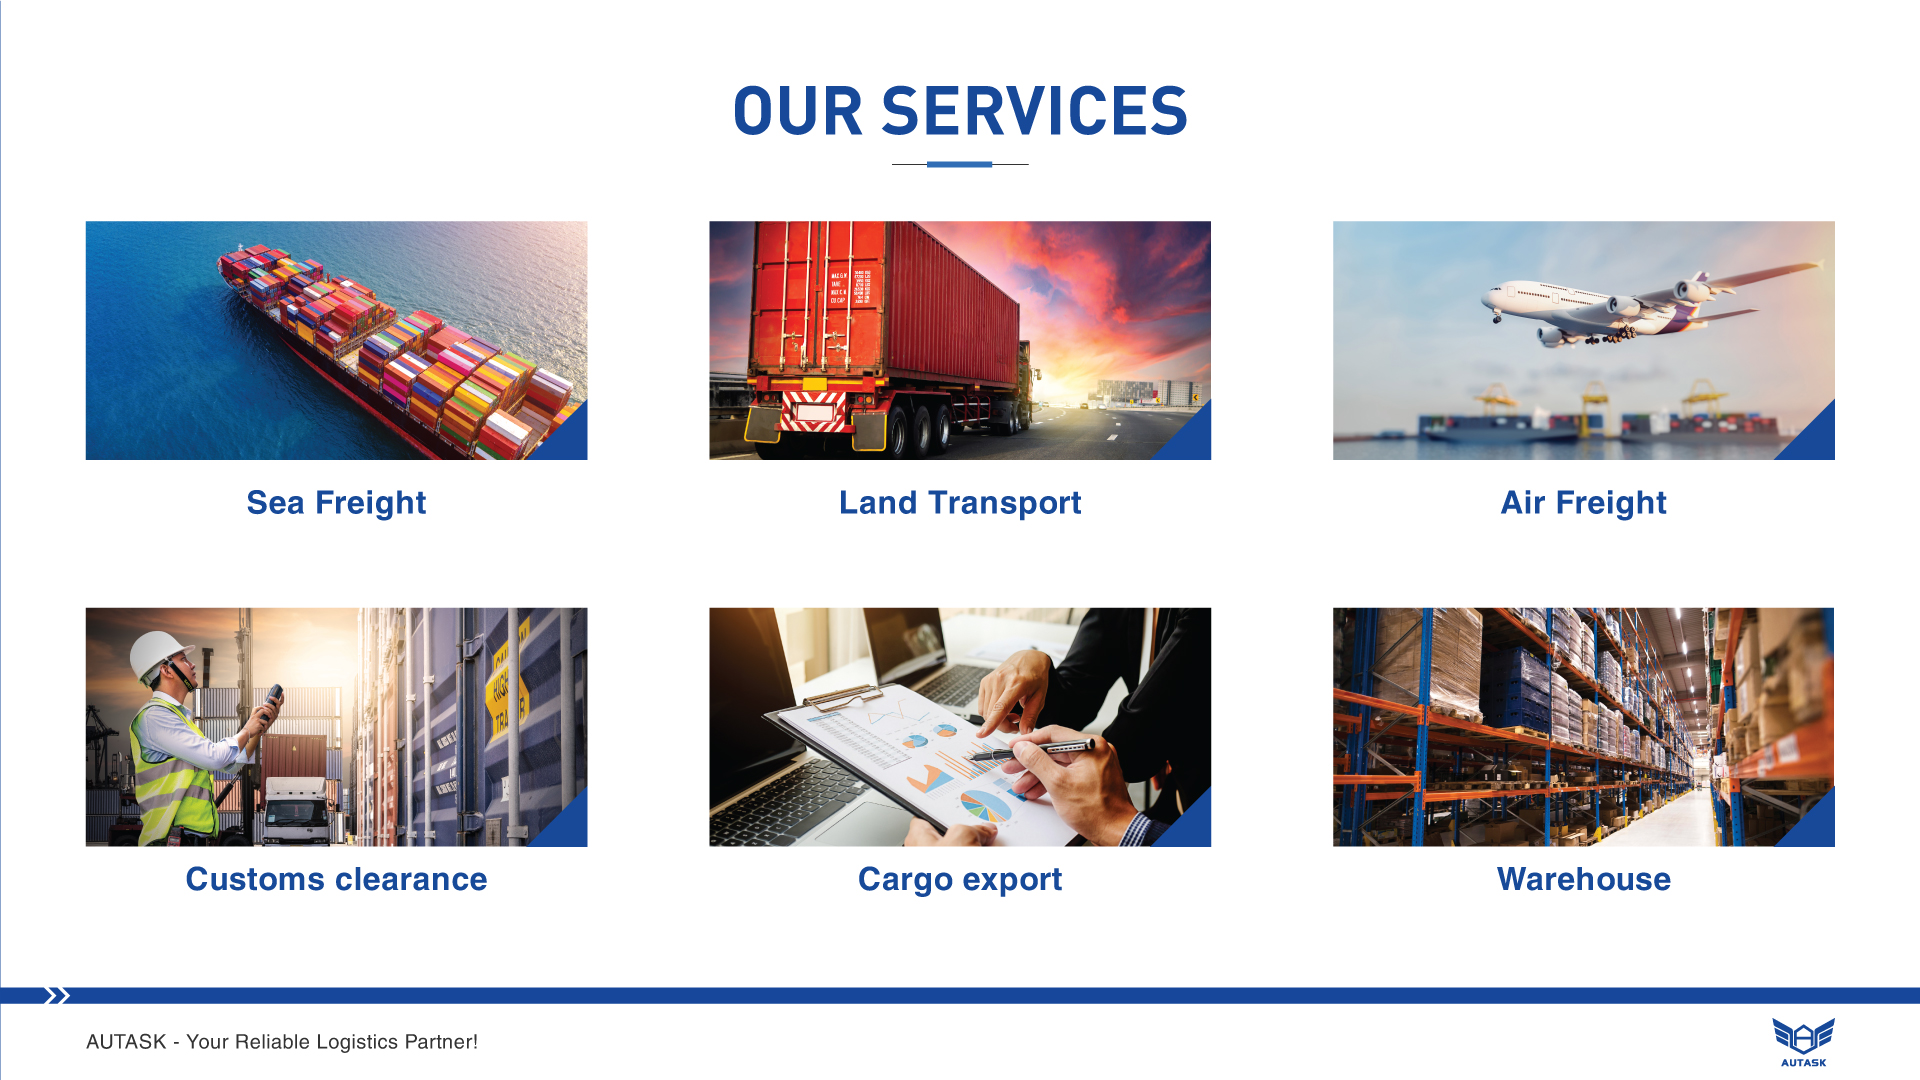 OUR SERVICES
Sea Freight
Land Transport
Air Freight
Customs clearance
Cargo export
Warehouse
AUTASK - Your Reliable Logistics Partner!
AUTASK